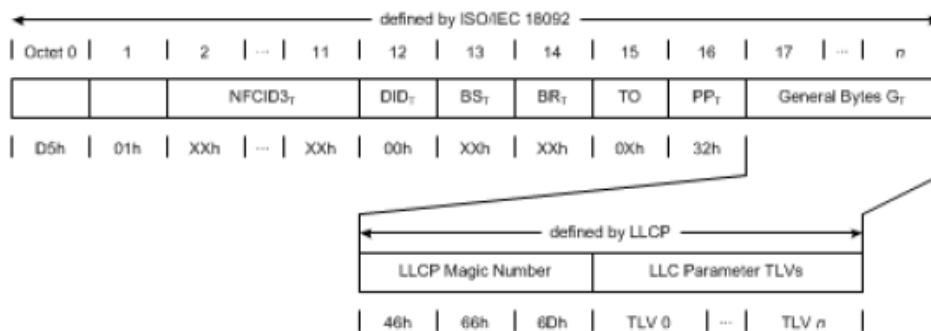 defined by ISO/IEC 18092
Octet 0 1 2 ... 11 12 13 14 15 16 17 ... n
NFCID3T DIDT BST BRT TO PPT General Bytes GT
D5h 01h XXh ... XXh 00h XXh XXh 0Xh 32h
defined by LLCP
LLCP Magic Number LLC Parameter TLVs
46h 66h 6Dh TLV 0 ... TLV n